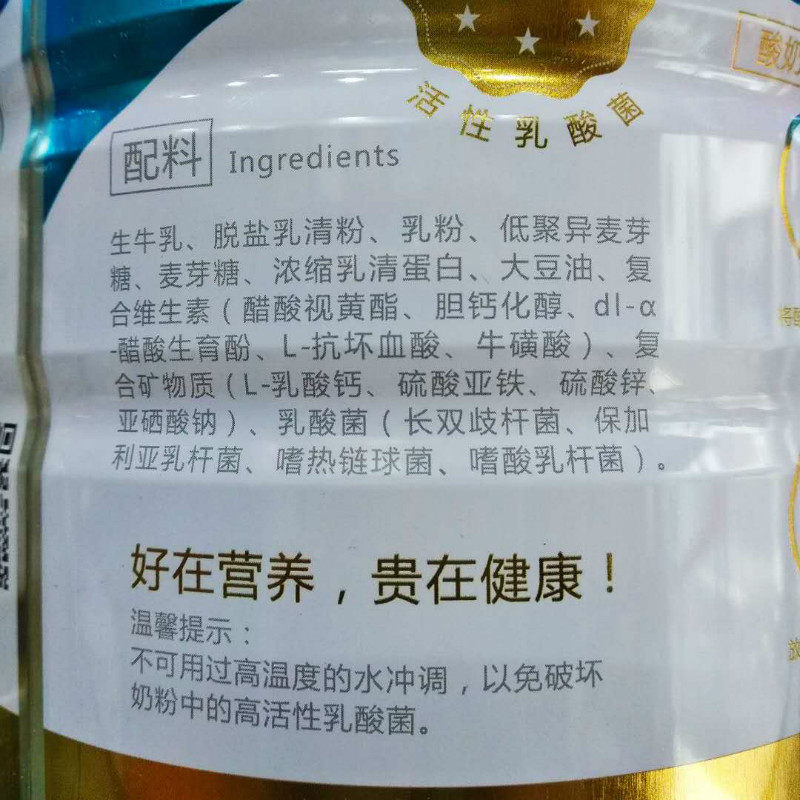 活性乳酸菌
酸奶
配料 Ingredients
生牛乳、脱盐乳清粉、乳粉、低聚异麦芽
糖、麦芽糖、浓缩乳清蛋白、大豆油、复
合维生素（醋酸视黄酯、胆钙化醇、dl-α
-醋酸生育酚、L-抗坏血酸、牛磺酸）、复
合矿物质（L-乳酸钙、硫酸亚铁、硫酸锌、
亚硒酸钠）、乳酸菌（长双歧杆菌、保加
利亚乳杆菌、嗜热链球菌、嗜酸乳杆菌）。
好在营养，贵在健康！
温馨提示：
不可用过高温度的水冲调，以免破坏
奶粉中的高活性乳酸菌。